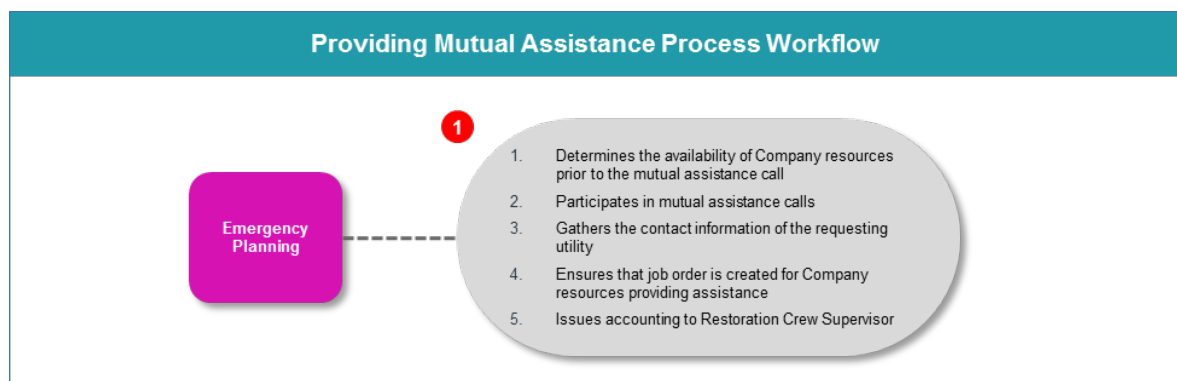 Providing Mutual Assistance Process Workflow
1
1. Determines the availability of Company resources
prior to the mutual assistance call
2. Participates in mutual assistance calls
3. Gathers the contact information of the requesting
utility
4. Ensures that job order is created for Company
resources providing assistance
5. Issues accounting to Restoration Crew Supervisor
Emergency
Planning